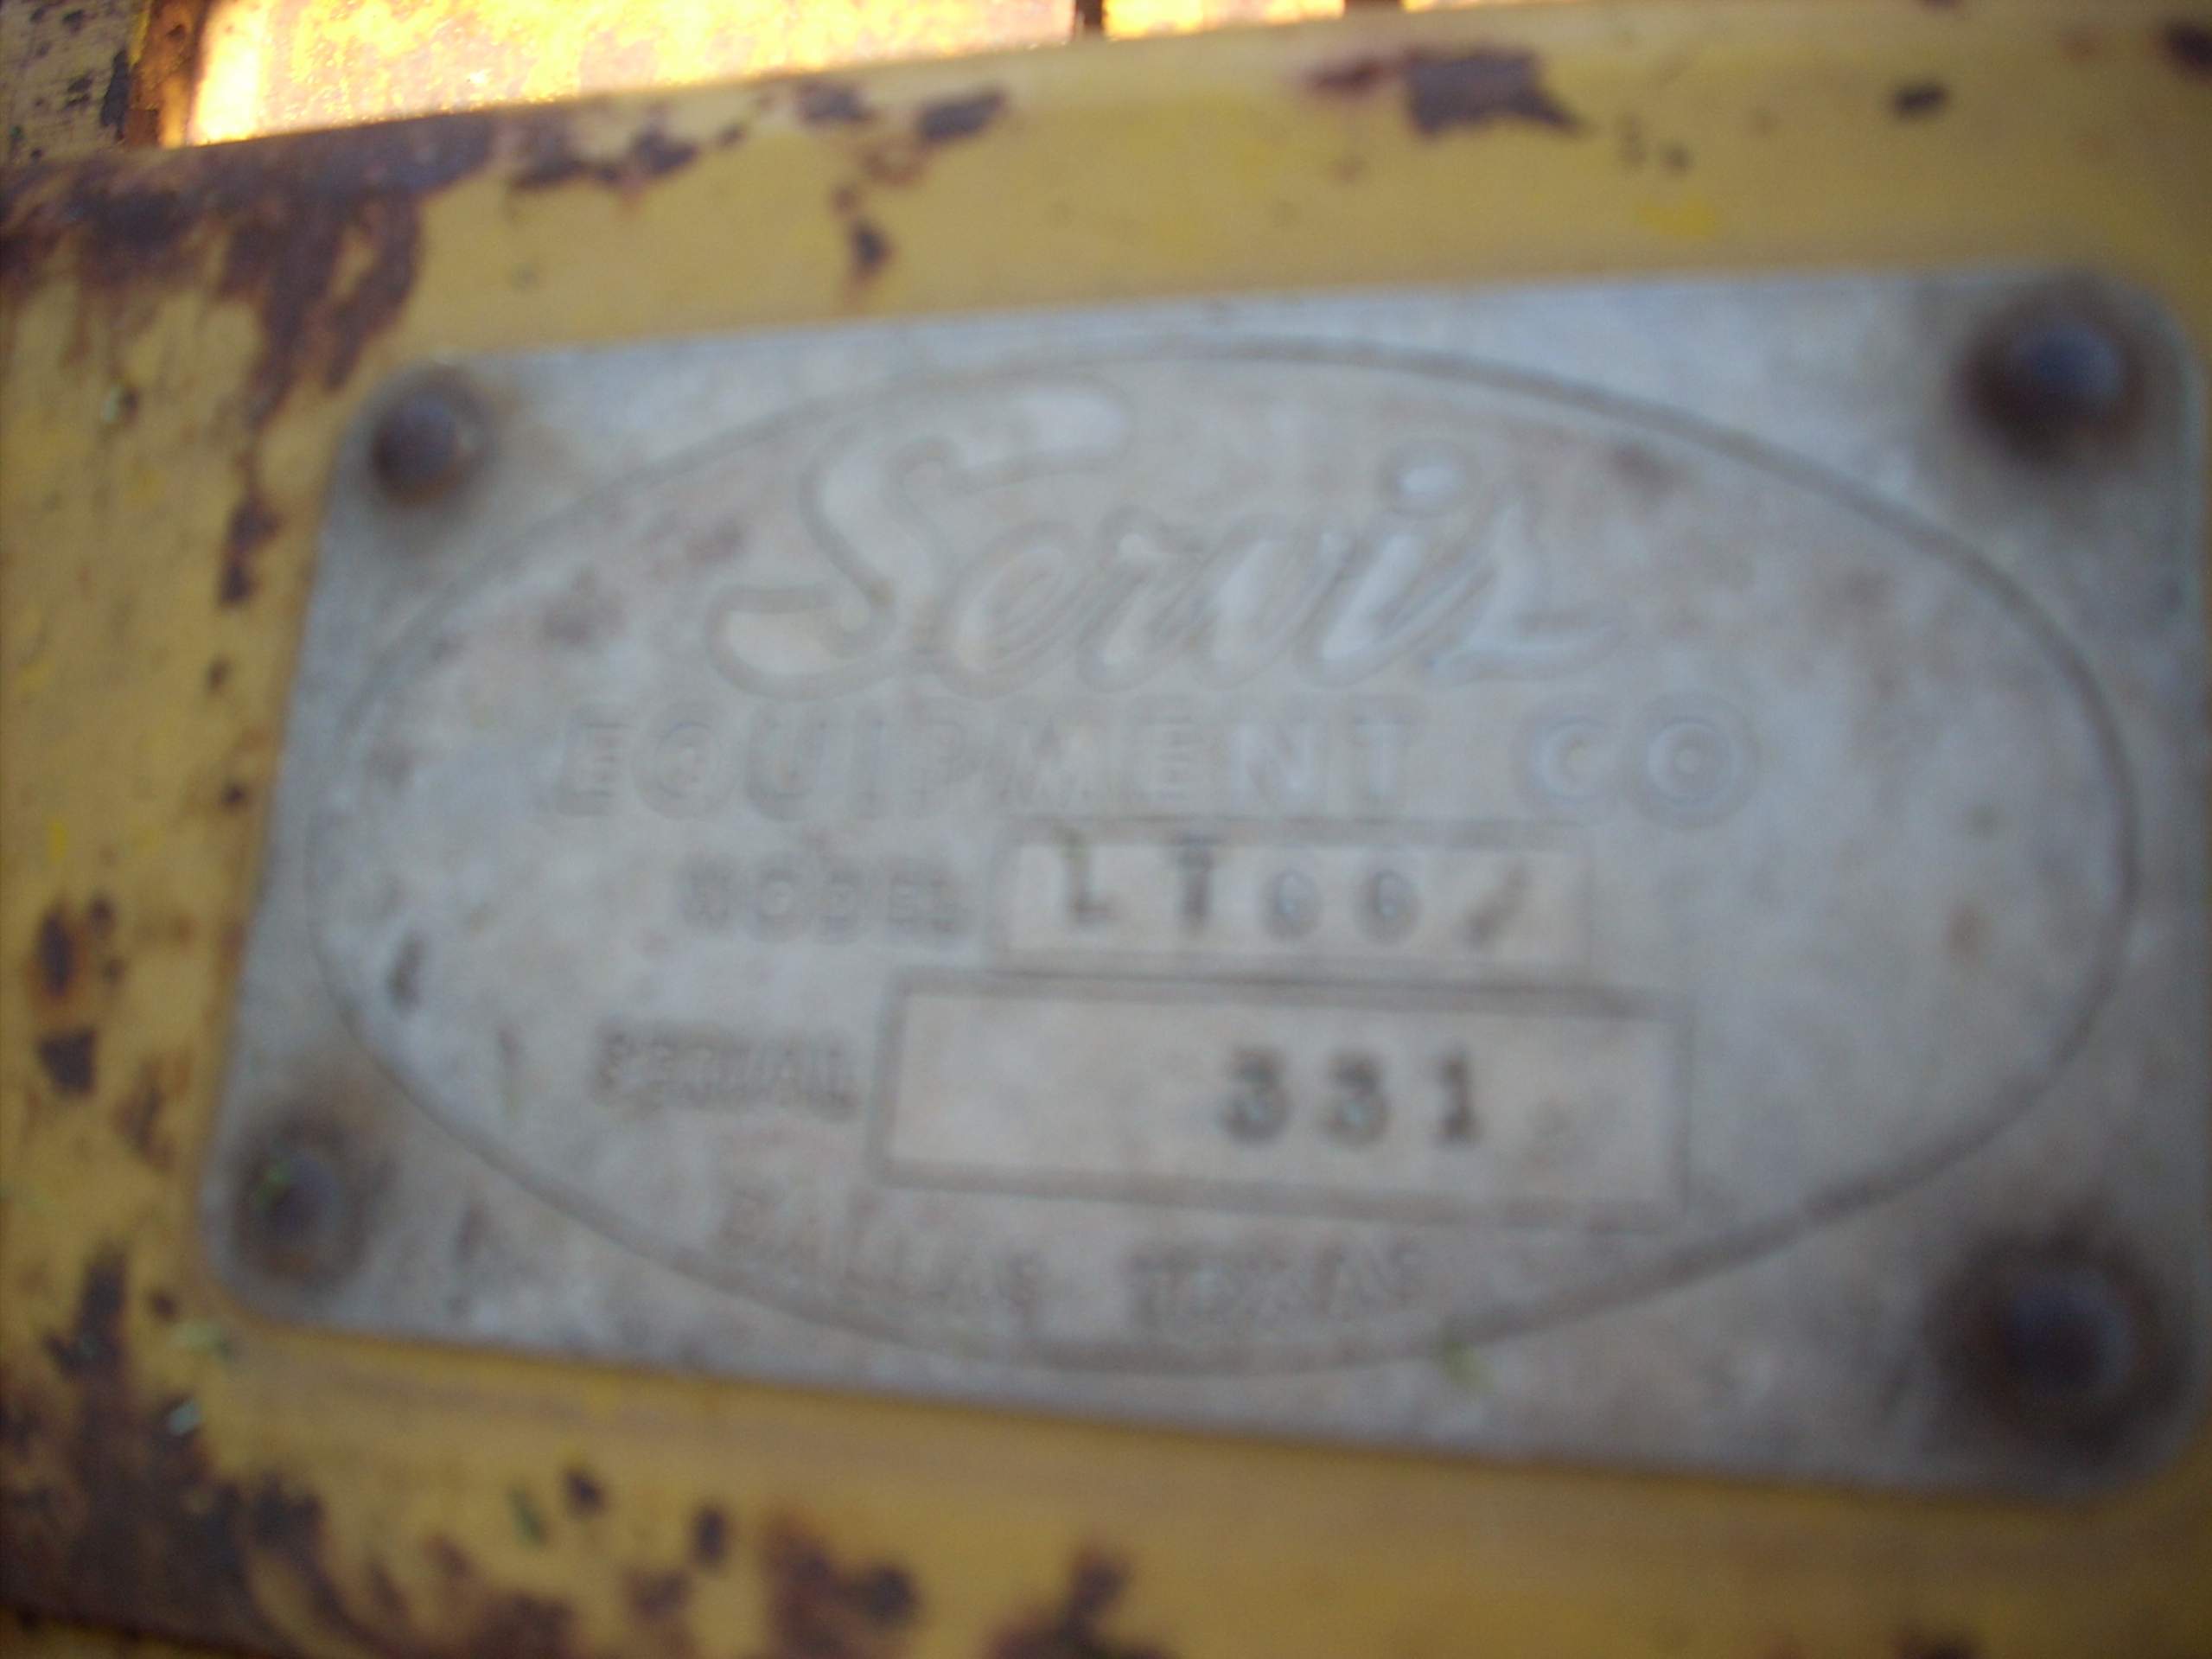 Servis
EQUIPMENT CO
MODEL
SERIAL 331
DALLAS TEXAS